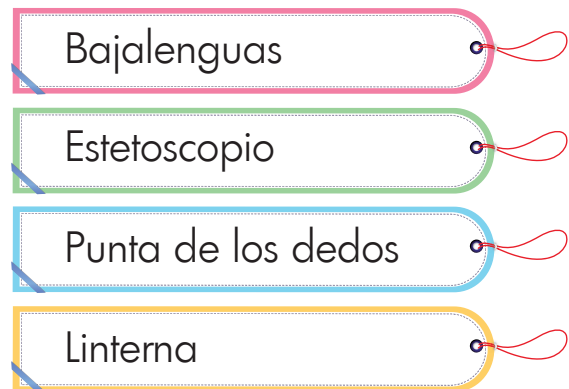 Bajalenguas
Estetoscopio
Punta de los dedos
Linterna